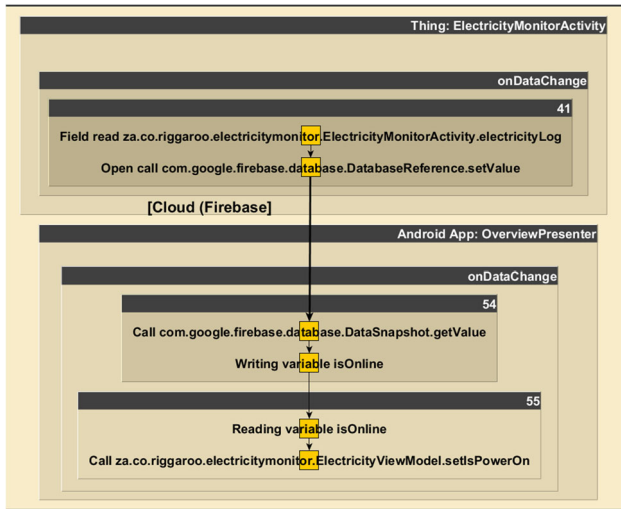 Thing: ElectricityMonitorActivity
onDataChange
41
Field read za.co.riggaroo.electricitymonitor.ElectricityMonitorActivity.electricityLog
Open call com.google.firebase.database.DatabaseReference.setValue
[Cloud (Firebase]
Android App: OverviewPresenter
onDataChange
54
Call com.google.firebase.database.DataSnapshot.getValue
Writing variable isOnline
55
Reading variable isOnline
Call za.co.riggaroo.electricitymonitor.ElectricityViewModel.setIsPowerOn